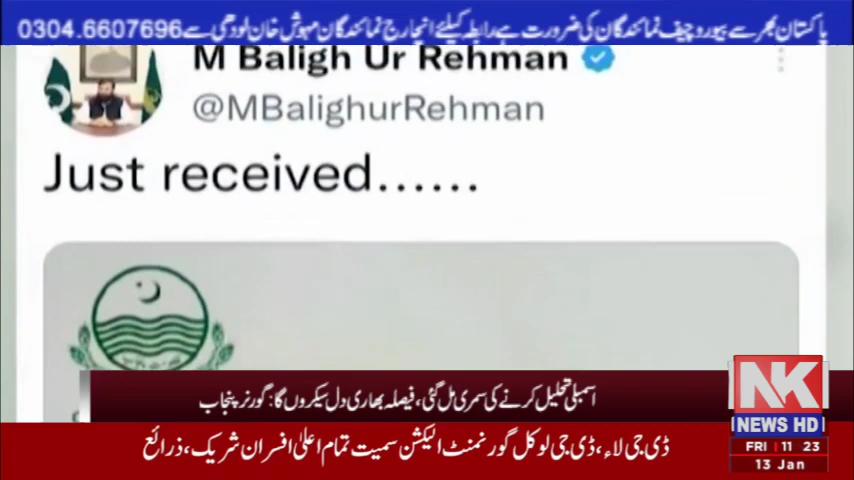 پاکستان بھر سے بیورو چیف نمائندگان کی ضرورت ہے رابطہ کیلئے انچارج نمائندگان مہوش خان لودھی سے 0304.6607696
M Baligh Ur Rehman
@MBalighurRehman
Just received......
اسمبلی تحلیل کرنے کی سمری مل گئی، فیصلہ بھاری دل سیکروں گا: گورنر پنجاب
NK
NEWS HD
FRI 11 23
13 Jan
ڈی جی لاء، ڈی جی لوکل گورنمنٹ الیکشن سمیت تمام اعلیٰ افسران شریک، ذرائع